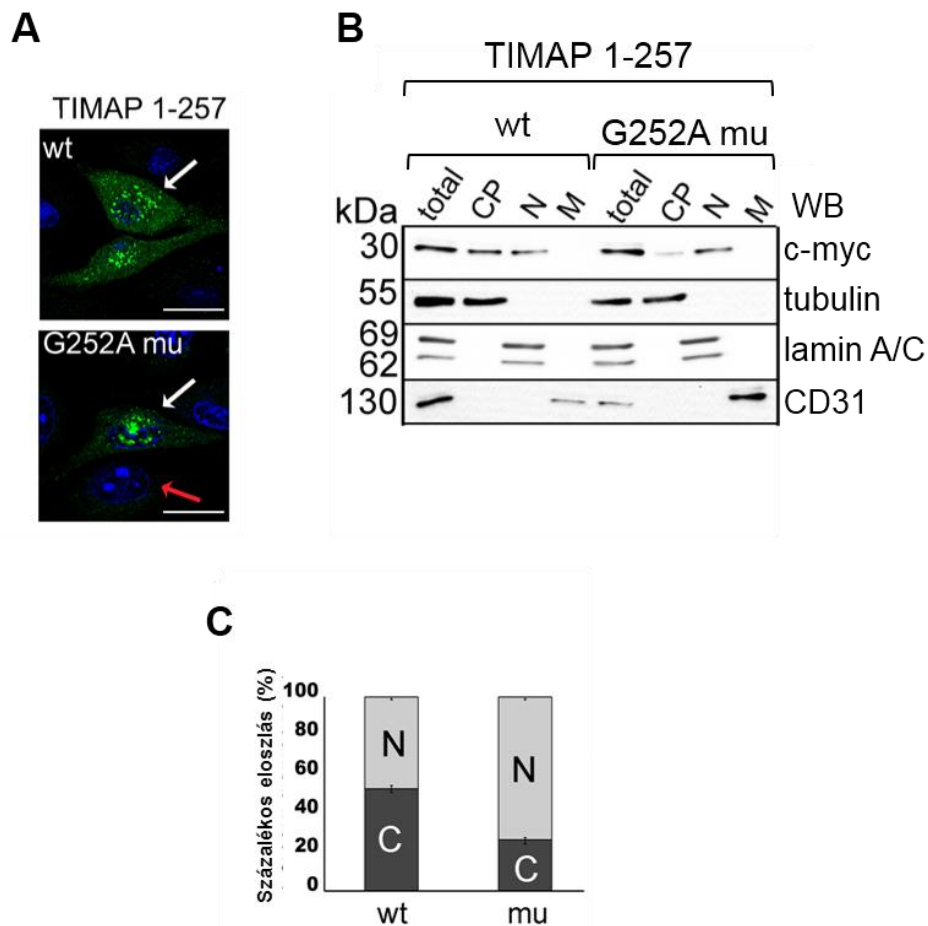 A
TIMAP 1-257
wt
G252A mu
B
TIMAP 1-257
wt G252A mu
kDa total CP N M total CP N M WB
30 c-myc
55 tubulin
69
62 lamin A/C
130 CD31
C
Százalékos eloszlás (%)
100
80
60
40
20
0
N
C
N
C
wt mu